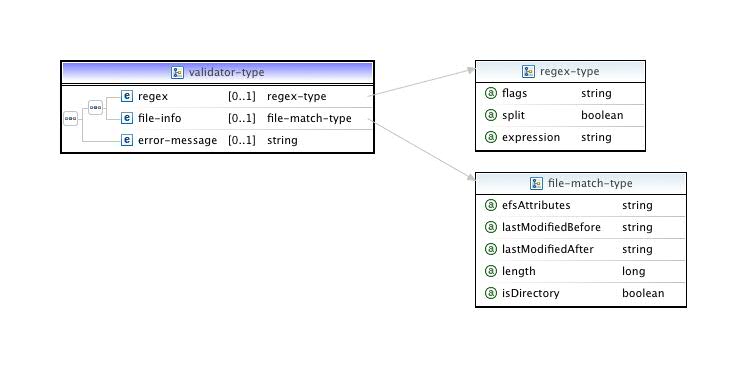 validator-type
e regex [0..1] regex-type
e file-info [0..1] file-match-type
e error-message [0..1] string
regex-type
a flags string
a split boolean
a expression string
file-match-type
a efsAttributes string
a lastModifiedBefore string
a lastModifiedAfter string
a length long
a isDirectory boolean